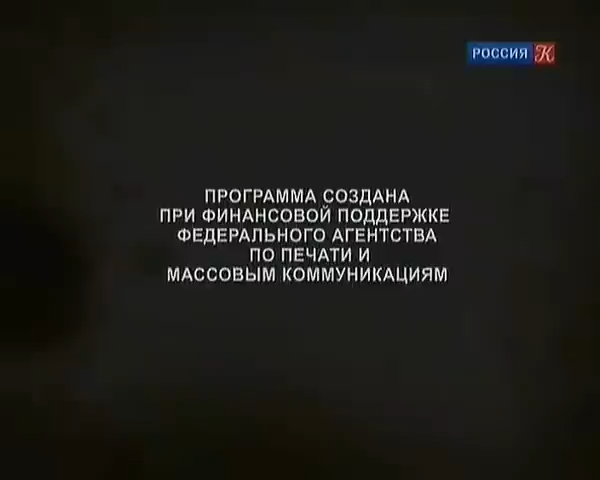 РОССИЯ К
ПРОГРАММА СОЗДАНА
ПРИ ФИНАНСОВОЙ ПОДДЕРЖКЕ
ФЕДЕРАЛЬНОГО АГЕНТСТВА
ПО ПЕЧАТИ И
МАССОВЫМ КОММУНИКАЦИЯМ